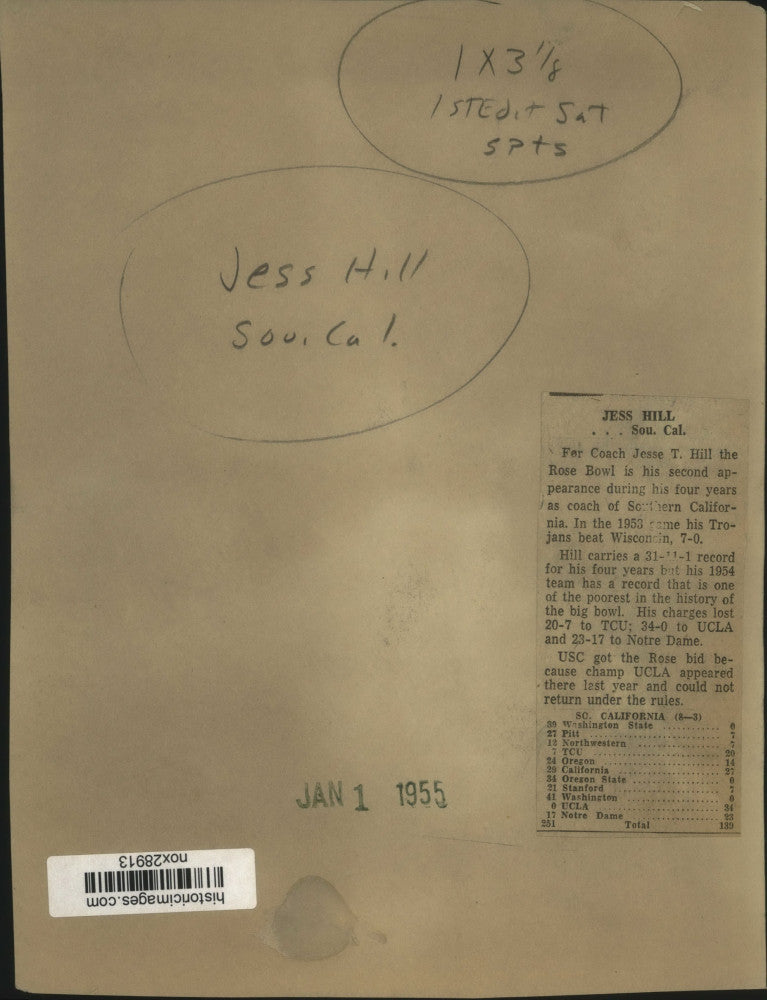 1 X 3 1/8
1STEdit Sat
spts
Jess Hill
Sou. Cal.
JESS HILL
. . . Sou. Cal.
For Coach Jesse T. Hill the
Rose Bowl is his second ap-
pearance during his four years
as coach of Southern Califor-
nia. In the 1953 game his Tro-
jans beat Wisconsin, 7-0.
Hill carries a 31-11-1 record
for his four years but his 1954
team has a record that is one
of the poorest in the history of
the big bowl. His charges lost
20-7 to TCU; 34-0 to UCLA
and 23-17 to Notre Dame.
USC got the Rose bid be-
cause champ UCLA appeared
there last year and could not
return under the rules.
SO. CALIFORNIA (8—3)
39 Washington State ........... 0
27 Pitt ........... 7
12 Northwestern ........... 7
7 TCU ........... 20
24 Oregon ........... 14
29 California ........... 27
34 Oregon State ........... 0
21 Stanford ........... 7
41 Washington ........... 0
0 UCLA ........... 34
17 Notre Dame ........... 23
251 Total 139
JAN 1 1955
historicimages.com
nox28913